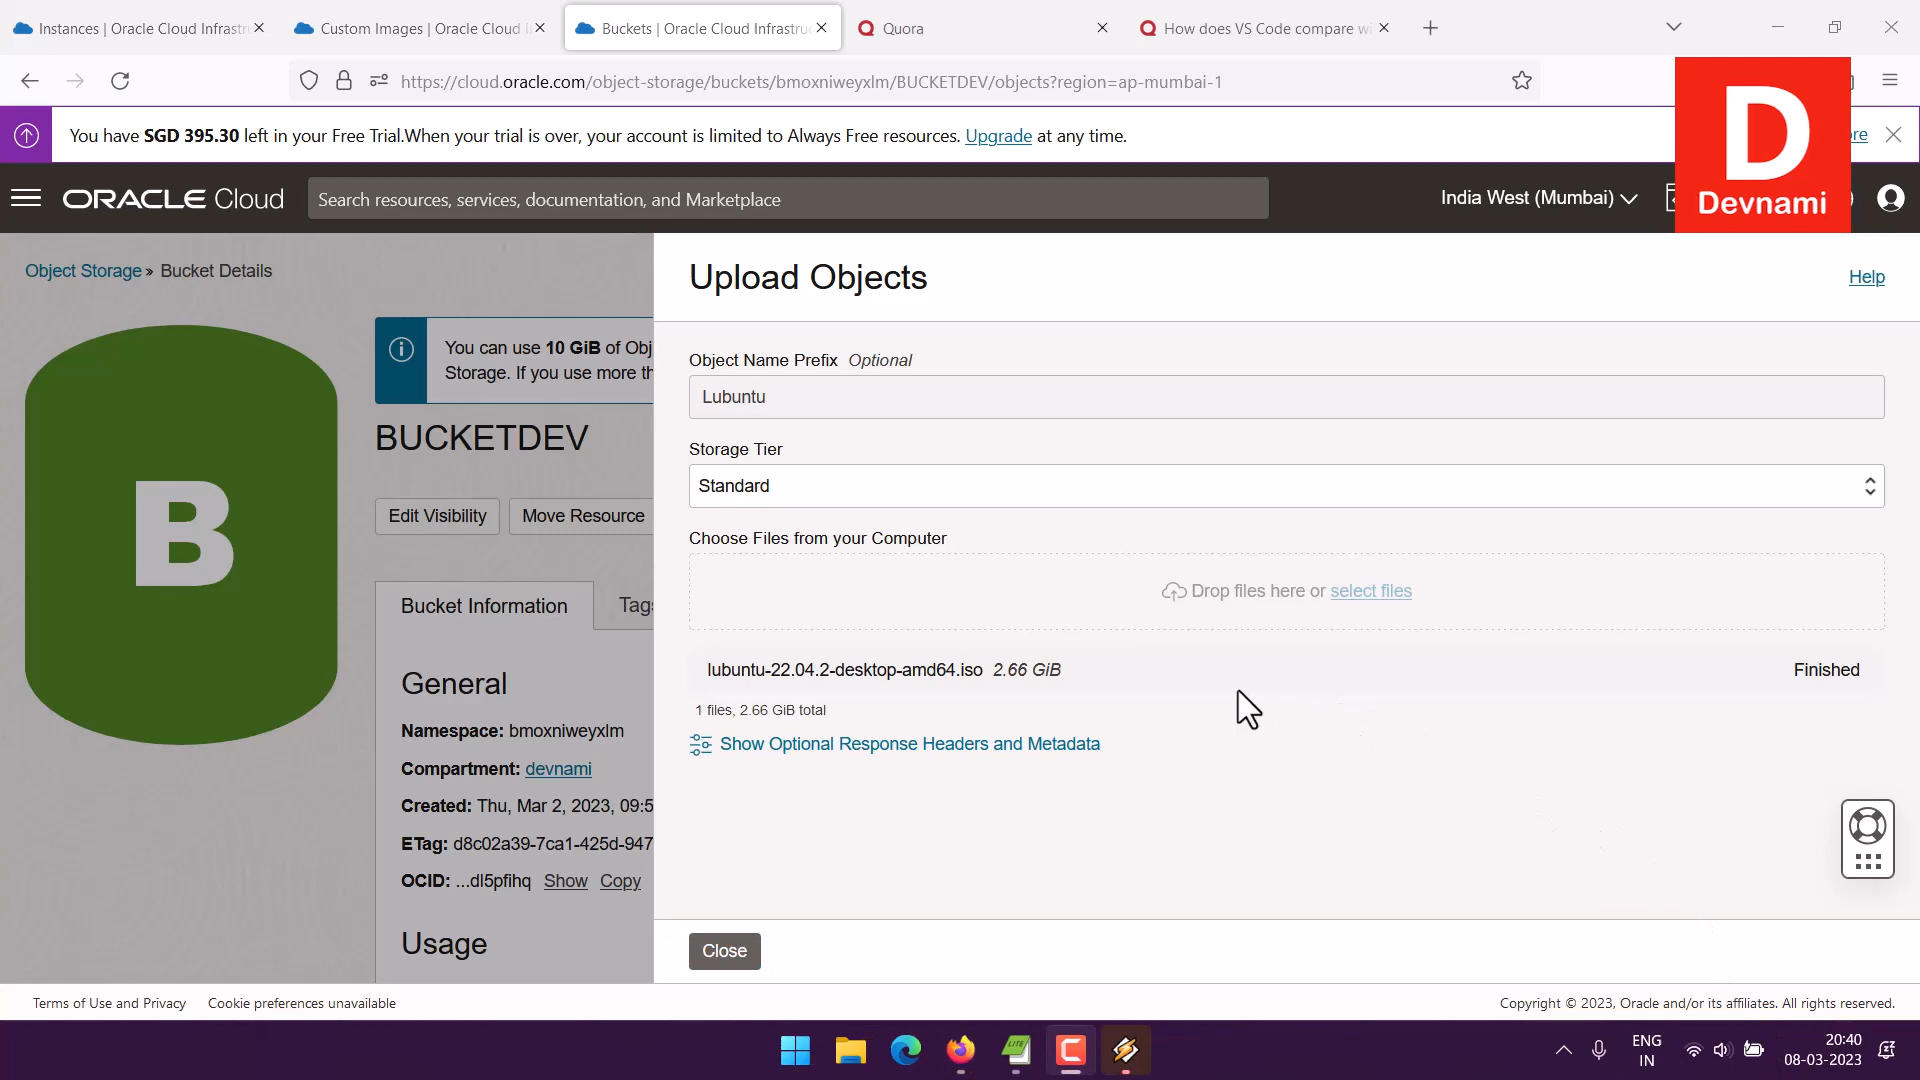 Instances | Oracle Cloud Infrastr
Custom Images | Oracle Cloud I
Buckets | Oracle Cloud Infrastru
Quora
How does VS Code compare wi
https://cloud.oracle.com/object-storage/buckets/bmoxniweyxlm/BUCKETDEV/objects?region=ap-mumbai-1
You have SGD 395.30 left in your Free Trial.When your trial is over, your account is limited to Always Free resources. Upgrade at any time.
D
Devnami
ORACLE Cloud
Search resources, services, documentation, and Marketplace
India West (Mumbai)
Object Storage » Bucket Details
B
You can use 10 GiB of Obj
Storage. If you use more th
BUCKETDEV
Edit Visibility
Move Resource
Bucket Information
Tags
General
Namespace: bmoxniweyxlm
Compartment: devnami
Created: Thu, Mar 2, 2023, 09:5
ETag: d8c02a39-7ca1-425d-947
OCID: ...dl5pfihq Show Copy
Usage
Upload Objects
Help
Object Name Prefix Optional
Lubuntu
Storage Tier
Standard
Choose Files from your Computer
Drop files here or select files
lubuntu-22.04.2-desktop-amd64.iso 2.66 GiB
Finished
1 files, 2.66 GiB total
Show Optional Response Headers and Metadata
Close
Terms of Use and Privacy
Cookie preferences unavailable
Copyright © 2023, Oracle and/or its affiliates. All rights reserved.
LITE
ENG
IN
20:40
08-03-2023